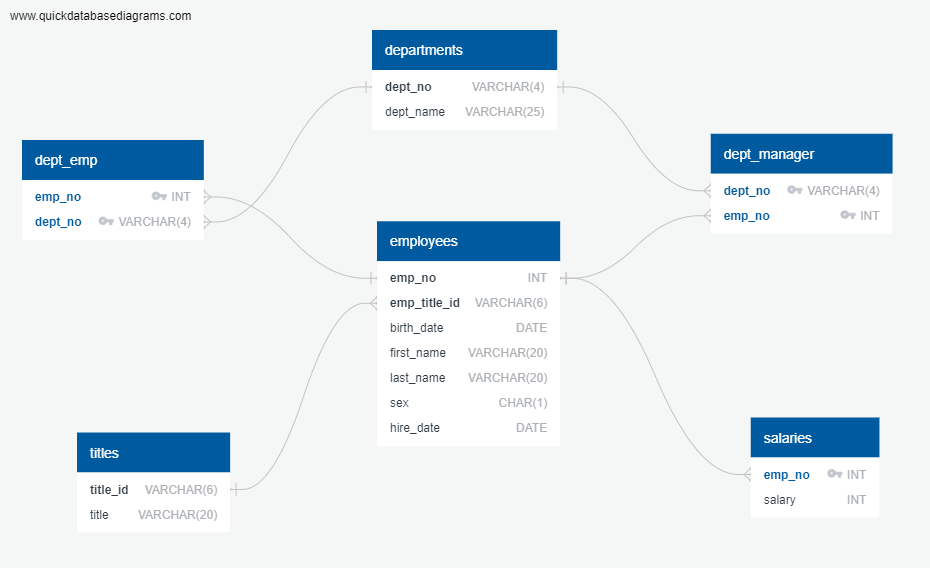 www.quickdatabasediagrams.com
departments
dept_no VARCHAR(4)
dept_name VARCHAR(25)
dept_emp
emp_no INT
dept_no VARCHAR(4)
dept_manager
dept_no VARCHAR(4)
emp_no INT
employees
emp_no INT
emp_title_id VARCHAR(6)
birth_date DATE
first_name VARCHAR(20)
last_name VARCHAR(20)
sex CHAR(1)
hire_date DATE
titles
title_id VARCHAR(6)
title VARCHAR(20)
salaries
emp_no INT
salary INT